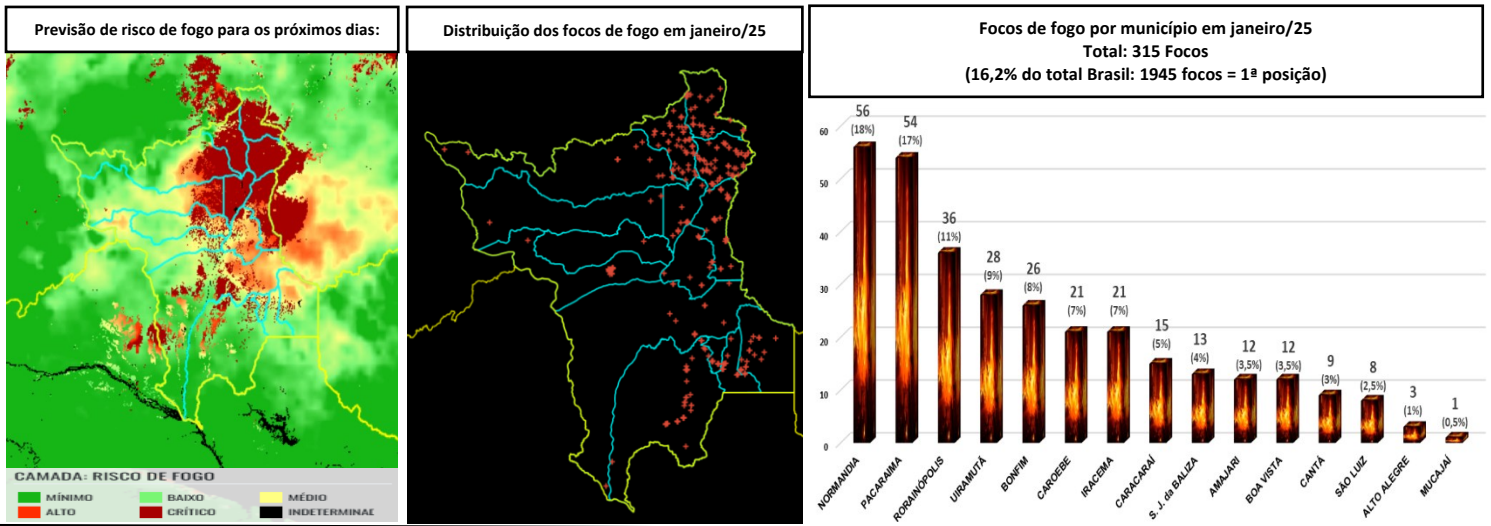 Previsão de risco de fogo para os próximos dias:
CAMADA: RISCO DE FOGO
MÍNIMO
BAIXO
MÉDIO
ALTO
CRÍTICO
INDETERMINAD
Distribuição dos focos de fogo em janeiro/25
Focos de fogo por município em janeiro/25
Total: 315 Focos
(16,2% do total Brasil: 1945 focos = 1ª posição)
60
50
40
30
20
10
0
56
(18%)
54
(17%)
36
(11%)
28
(9%)
26
(8%)
21
(7%)
21
(7%)
15
(5%)
13
(4%)
12
(3,5%)
12
(3,5%)
9
(3%)
8
(2,5%)
3
(1%)
1
(0,5%)
NORMANDIA
PACARAIMA
RORAINÓPOLIS
UIRAMUTÃ
BONFIM
CAROEBE
IRACEMA
CARACARAÍ
S. J. da BALIZA
AMAJARI
BOA VISTA
CANTÁ
SÃO LUIZ
ALTO ALEGRE
MUCAJAÍ